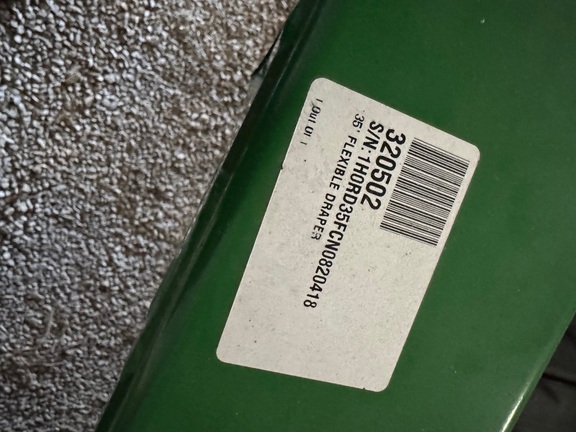 320502
S/N:1H0RD35FCN0820418
35' FLEXIBLE DRAPER
1 Out Of 1